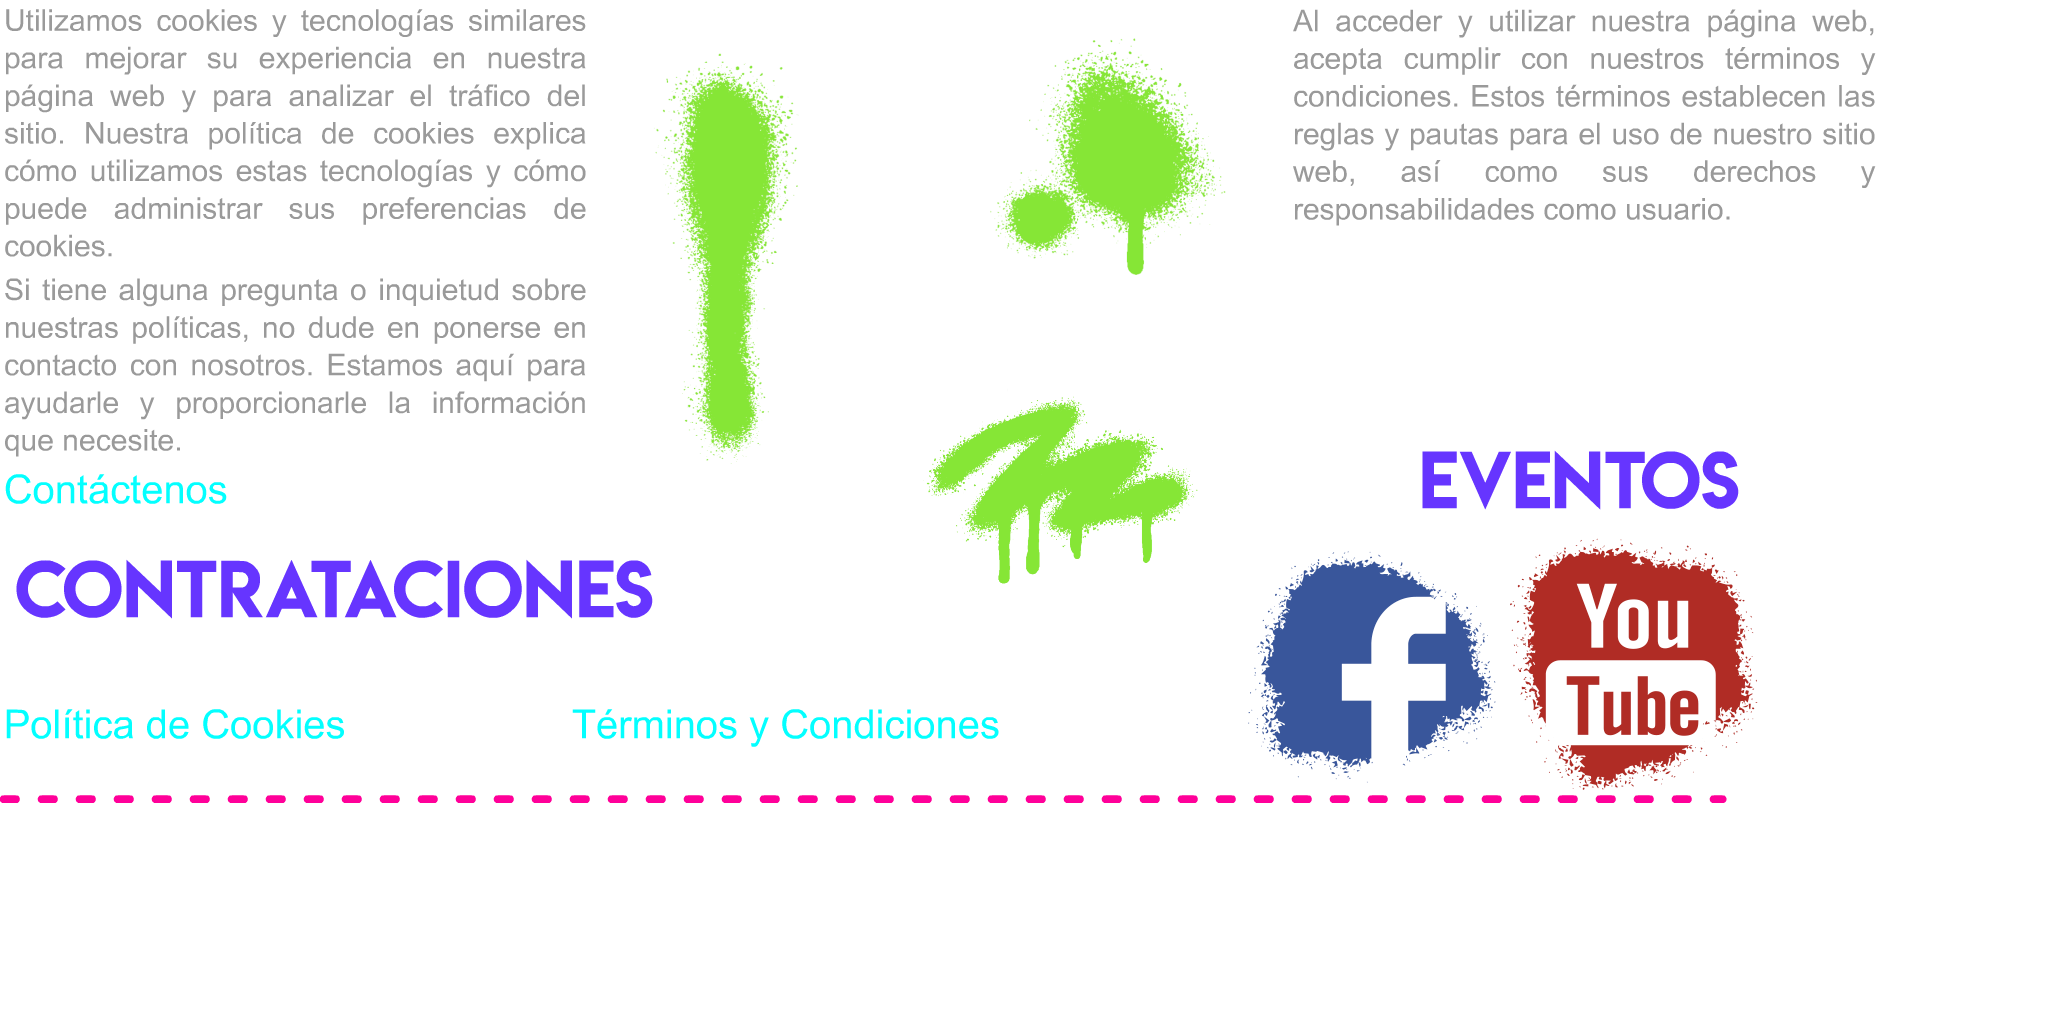 Utilizamos cookies y tecnologías similares
para mejorar su experiencia en nuestra
página web y para analizar el tráfico del
sitio. Nuestra política de cookies explica
cómo utilizamos estas tecnologías y cómo
puede administrar sus preferencias de
cookies.
Si tiene alguna pregunta o inquietud sobre
nuestras políticas, no dude en ponerse en
contacto con nosotros. Estamos aquí para
ayudarle y proporcionarle la información
que necesite.
Contáctenos
Al acceder y utilizar nuestra página web,
acepta cumplir con nuestros términos y
condiciones. Estos términos establecen las
reglas y pautas para el uso de nuestro sitio
web, así como sus derechos y
responsabilidades como usuario.
EVENTOS
CONTRATACIONES
f
You
Tube
Política de Cookies
Términos y Condiciones